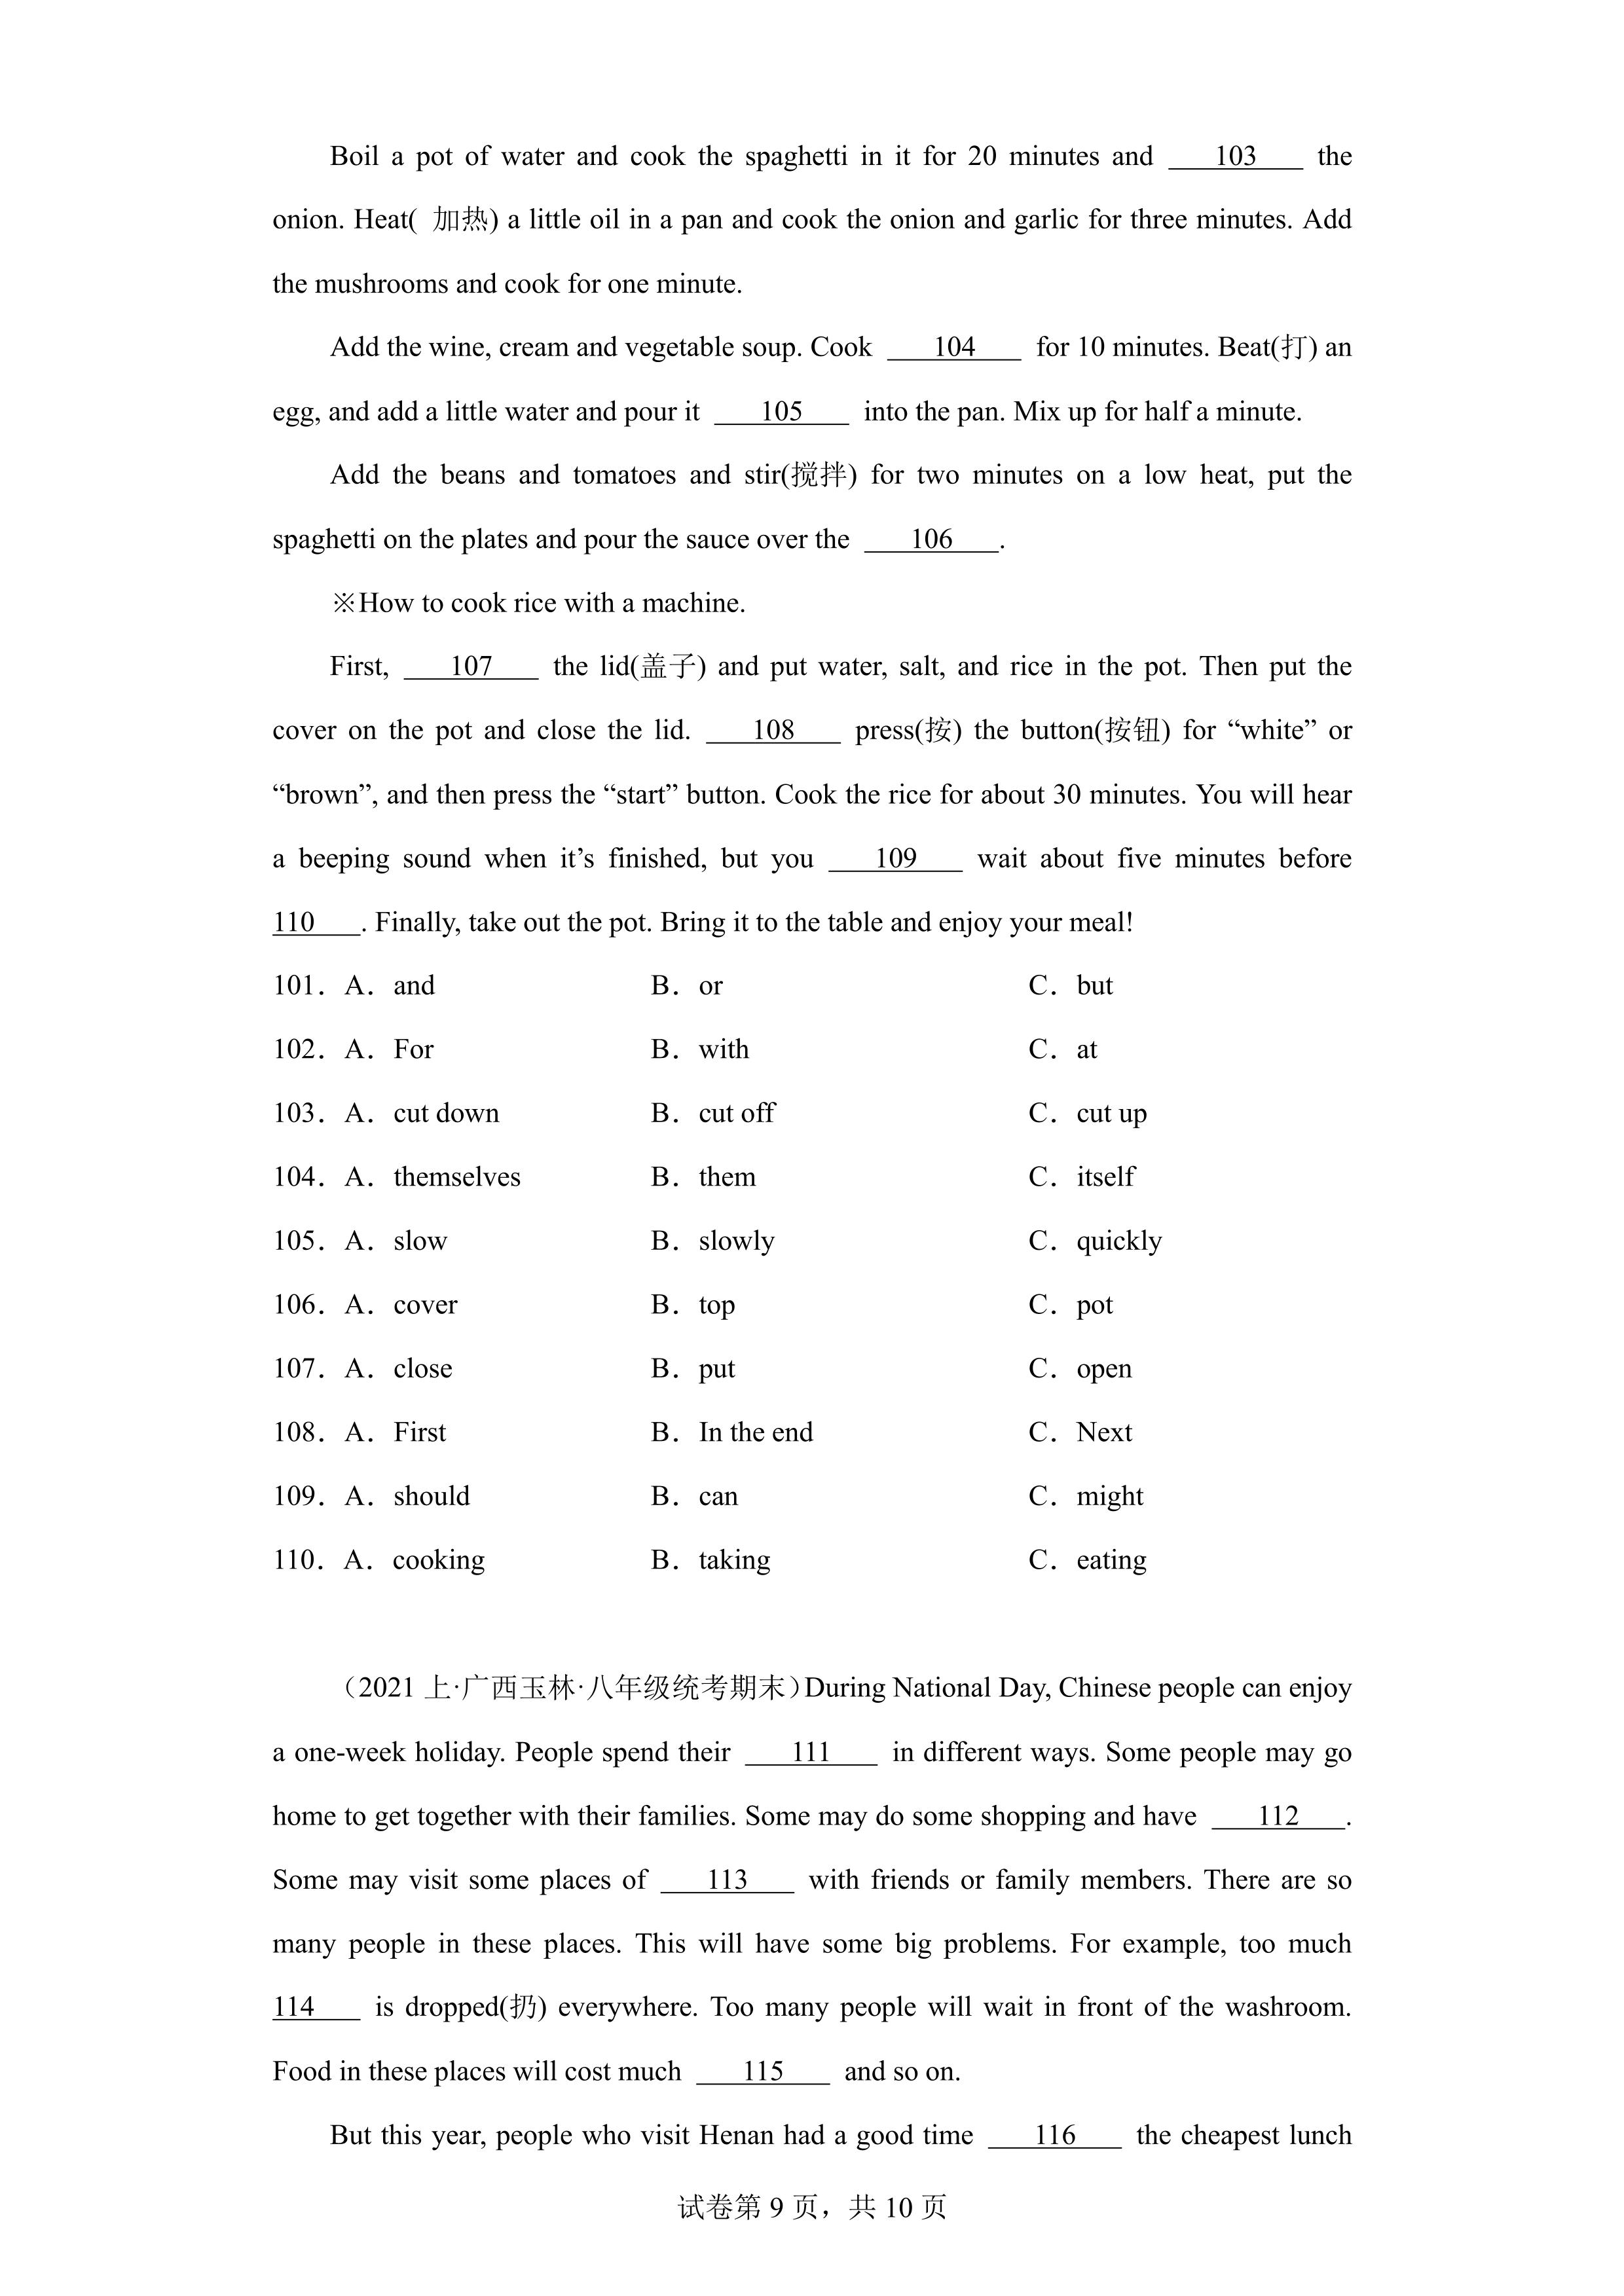 Boil a pot of water and cook the spaghetti in it for 20 minutes and 103 the
onion. Heat( 加热) a little oil in a pan and cook the onion and garlic for three minutes. Add
the mushrooms and cook for one minute.
Add the wine, cream and vegetable soup. Cook 104 for 10 minutes. Beat(打) an
egg, and add a little water and pour it 105 into the pan. Mix up for half a minute.
Add the beans and tomatoes and stir(搅拌) for two minutes on a low heat, put the
spaghetti on the plates and pour the sauce over the 106 .
※How to cook rice with a machine.
First, 107 the lid(盖子) and put water, salt, and rice in the pot. Then put the
cover on the pot and close the lid. 108 press(按) the button(按钮) for “white” or
“brown”, and then press the “start” button. Cook the rice for about 30 minutes. You will hear
a beeping sound when it’s finished, but you 109 wait about five minutes before
110 . Finally, take out the pot. Bring it to the table and enjoy your meal!
101．A．and B．or C．but
102．A．For B．with C．at
103．A．cut down B．cut off C．cut up
104．A．themselves B．them C．itself
105．A．slow B．slowly C．quickly
106．A．cover B．top C．pot
107．A．close B．put C．open
108．A．First B．In the end C．Next
109．A．should B．can C．might
110．A．cooking B．taking C．eating
（2021 上·广西玉林·八年级统考期末）During National Day, Chinese people can enjoy
a one-week holiday. People spend their 111 in different ways. Some people may go
home to get together with their families. Some may do some shopping and have 112 .
Some may visit some places of 113 with friends or family members. There are so
many people in these places. This will have some big problems. For example, too much
114 is dropped(扔) everywhere. Too many people will wait in front of the washroom.
Food in these places will cost much 115 and so on.
But this year, people who visit Henan had a good time 116 the cheapest lunch
试卷第 9 页，共 10 页